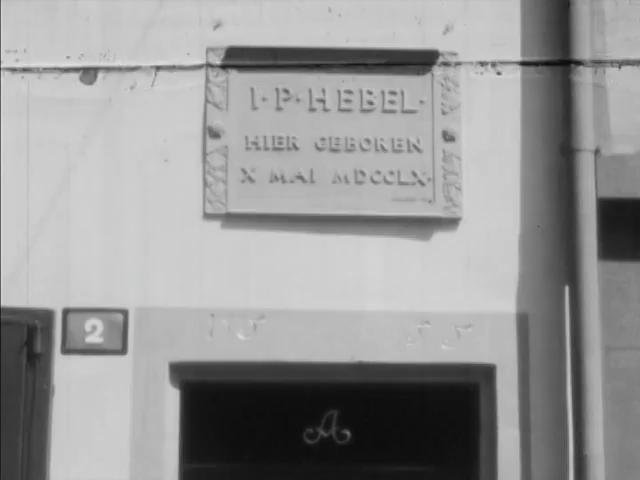 I·P·HEBEL·
HIER GEBOREN
X MAI MDCCLX·
2
A